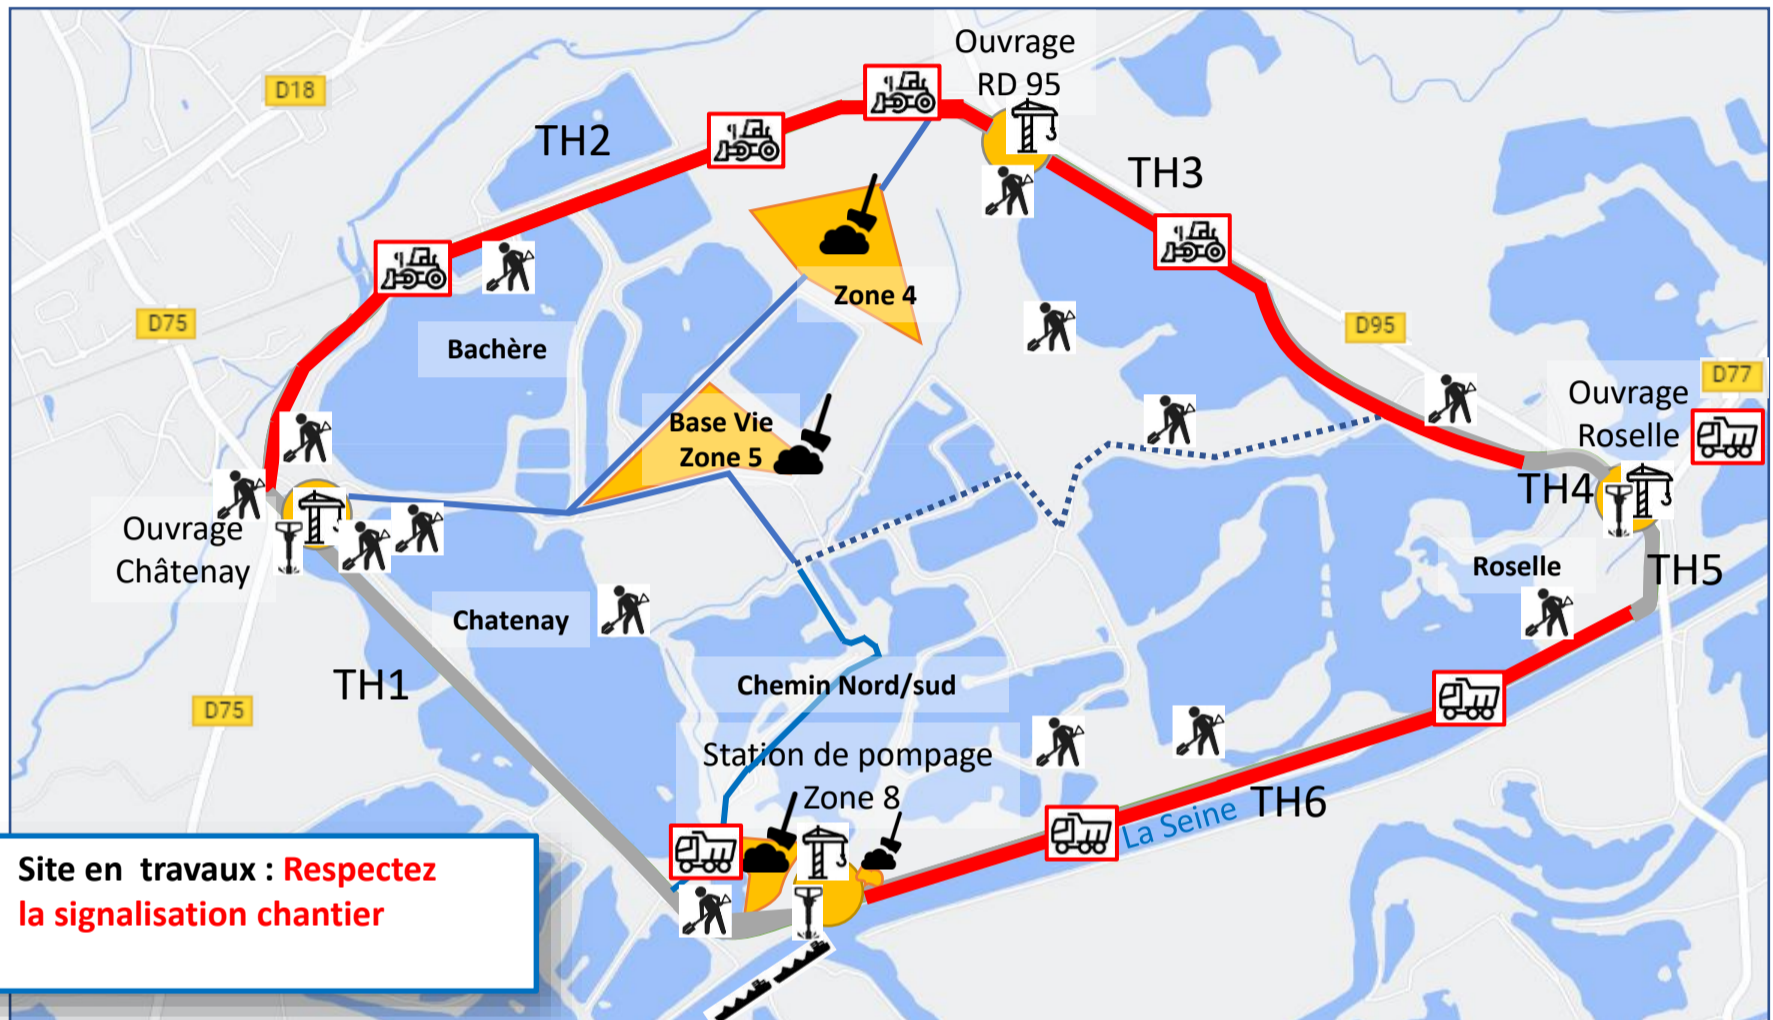 Ouvrage
RD 95
D18
TH2
TH3
Zone 4
D75
D95
Bachère
D77
Ouvrage
Roselle
Base Vie
Zone 5
TH4
Ouvrage
Châtenay
Roselle
TH5
Chatenay
TH1
Chemin Nord/sud
D75
Station de pompage
Zone 8
TH6
La Seine
Site en travaux : Respectez
la signalisation chantier